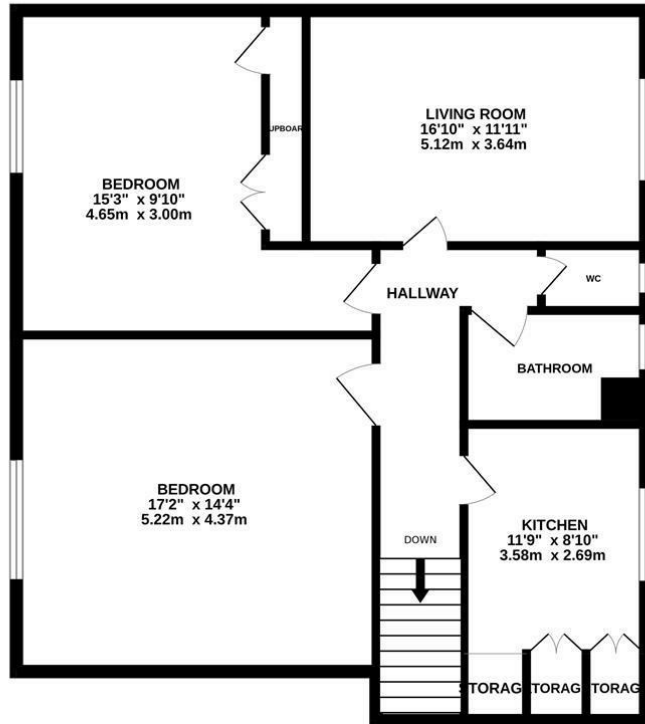 LIVING ROOM
16'10" x 11'11"
5.12m x 3.64m
UPBOAR
BEDROOM
15'3" x 9'10"
4.65m x 3.00m
HALLWAY
WC
BATHROOM
BEDROOM
17'2" x 14'4"
5.22m x 4.37m
KITCHEN
11'9" x 8'10"
3.58m x 2.69m
DOWN
STORAG
TORAG
TORAG